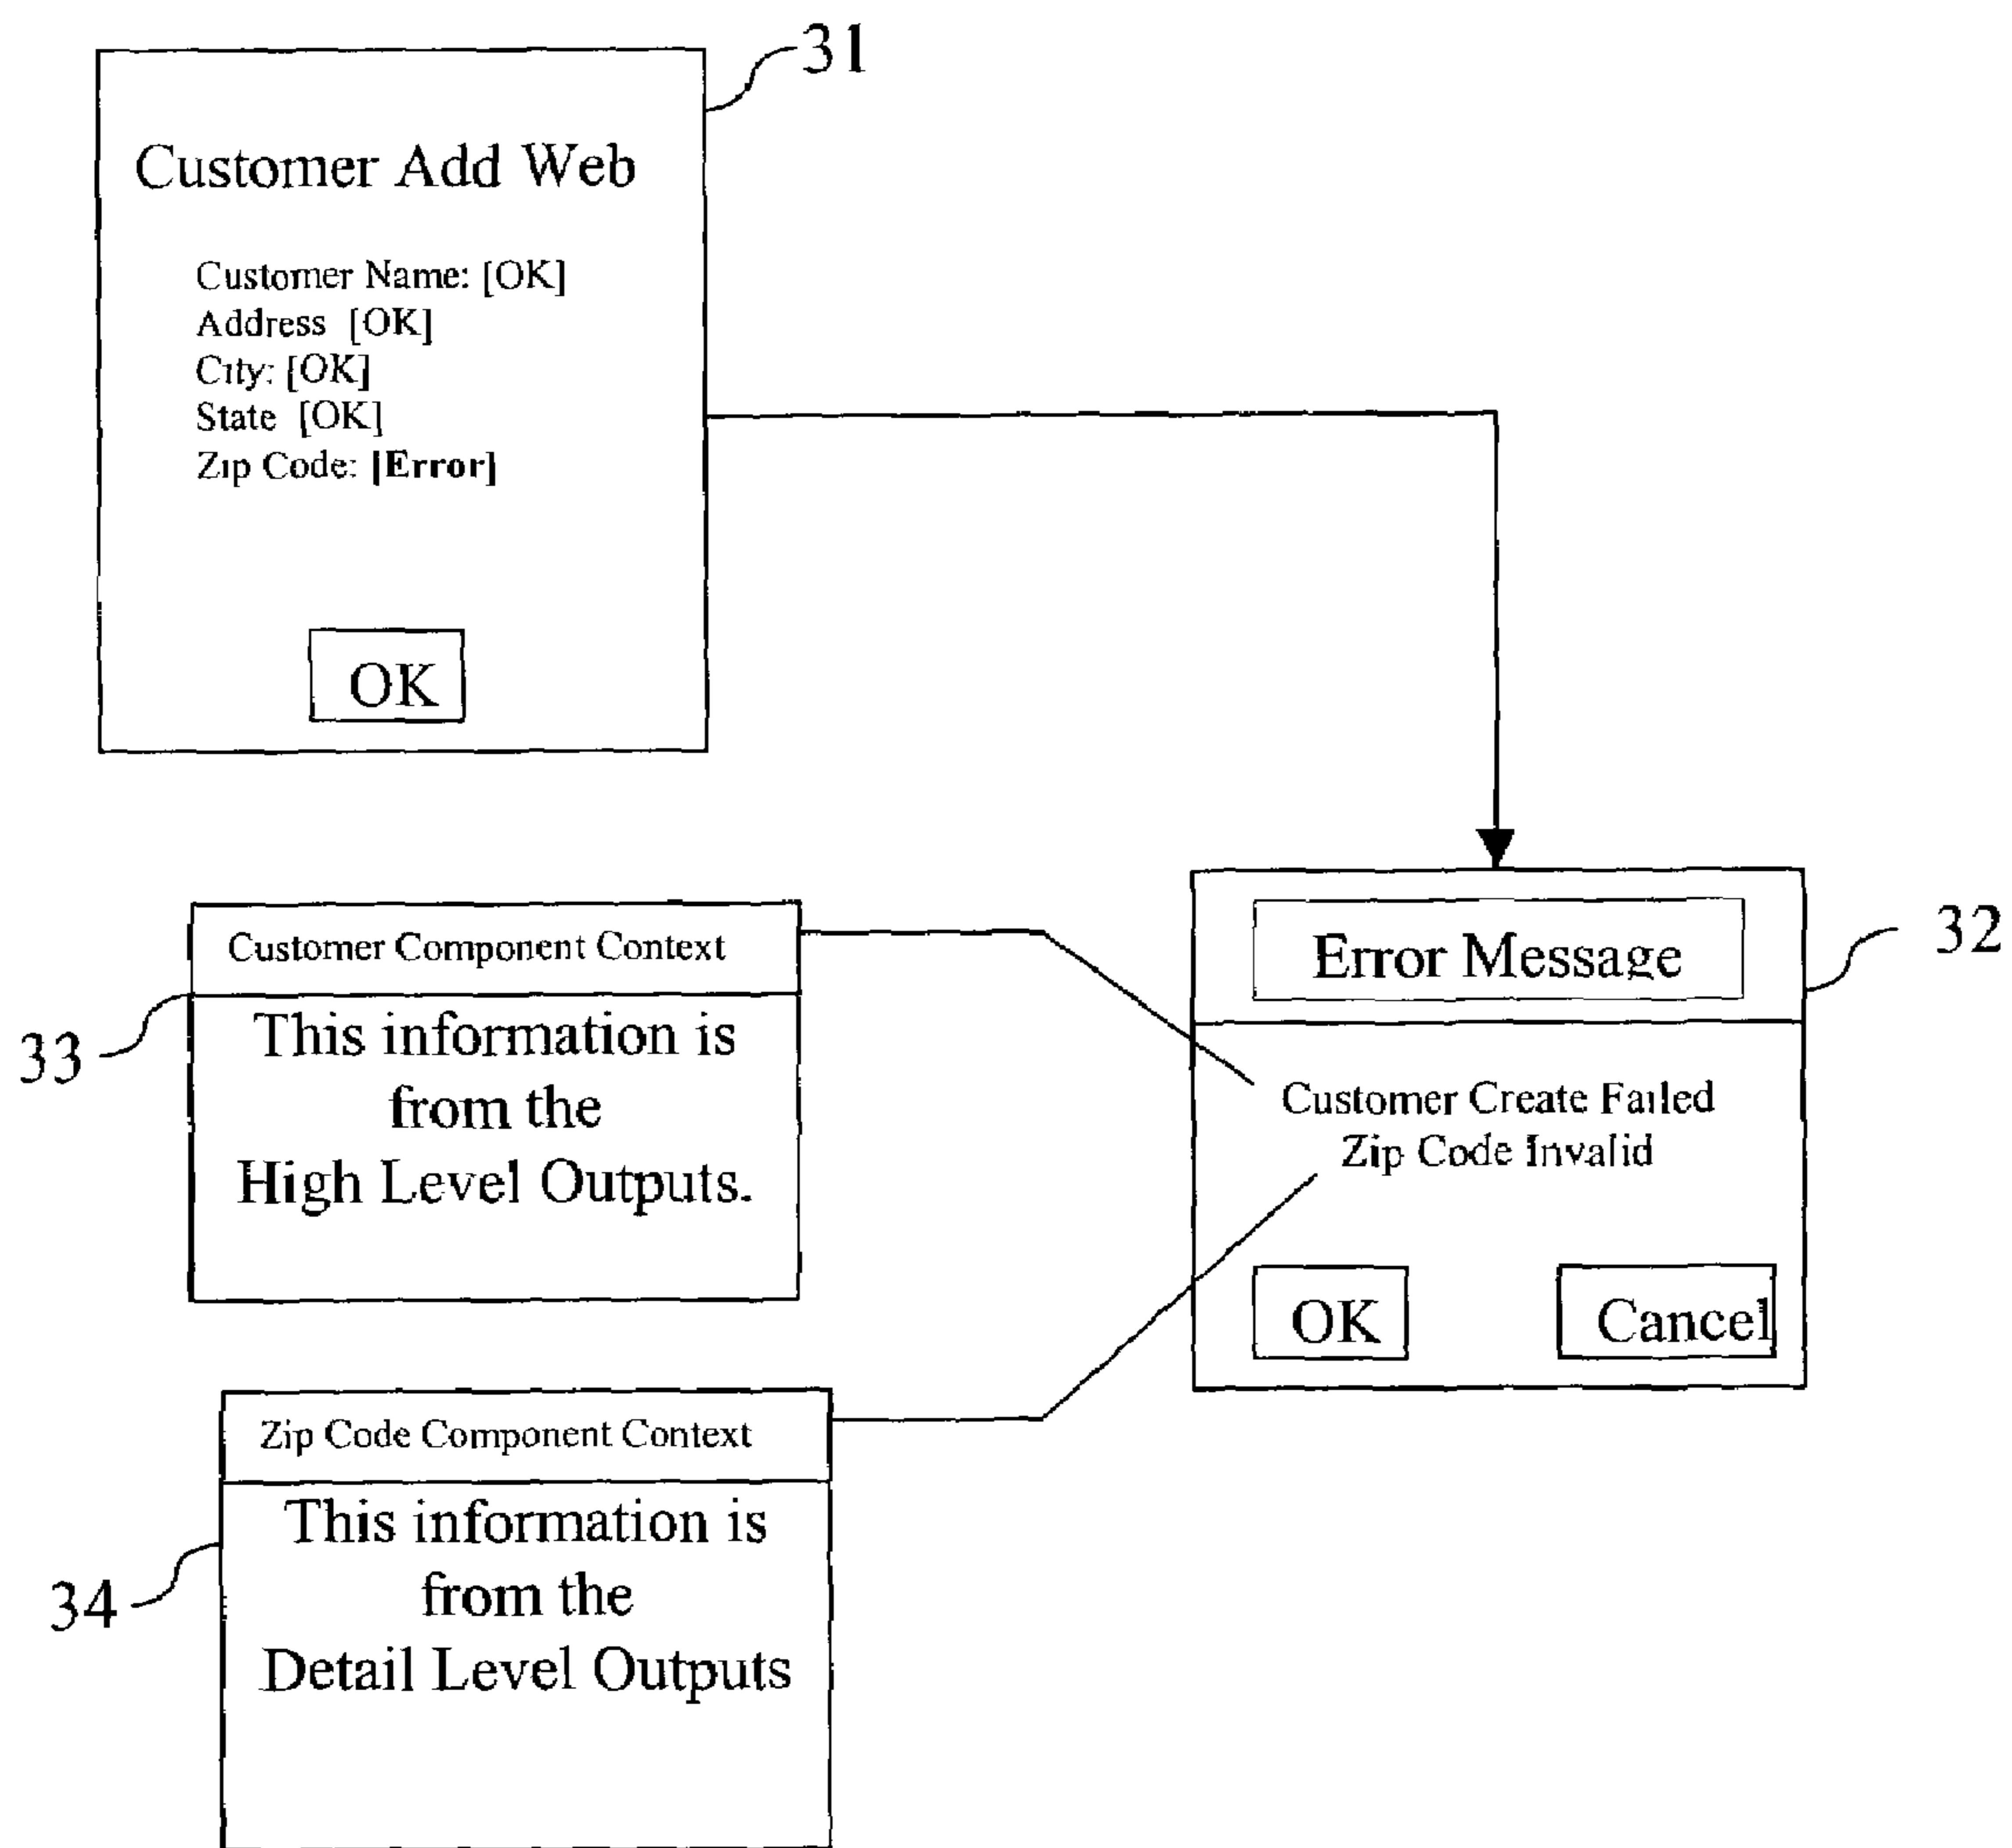 31
Customer Add Web
Customer Name: [OK]
Address [OK]
City: [OK]
State [OK]
Zip Code: [Error]
OK
32
Error Message
Customer Create Failed
Zip Code Invalid
OK
Cancel
33
Customer Component Context
This information is
from the
High Level Outputs.
34
Zip Code Component Context
This information is
from the
Detail Level Outputs